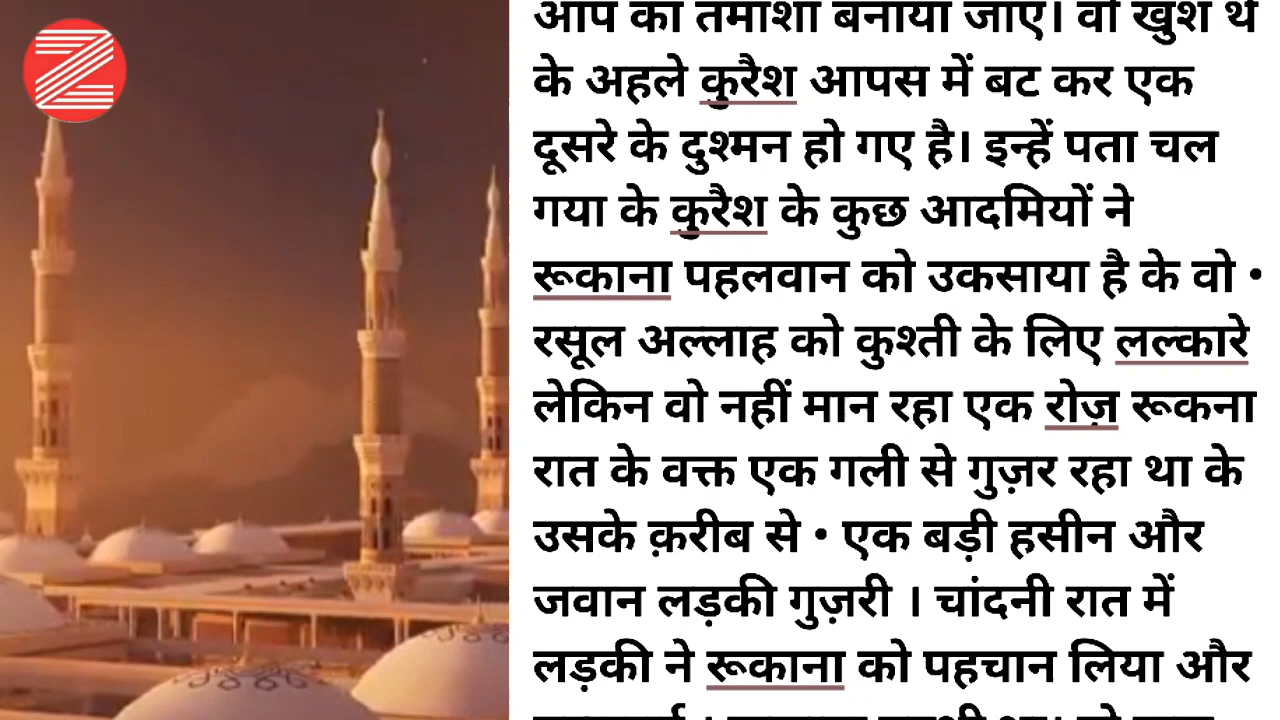 आप का तमाशा बनाया जाए। वो खुश थे
के अहले कुरैश आपस में बट कर एक
दूसरे के दुश्मन हो गए है। इन्हें पता चल
गया के कुरैश के कुछ आदमियों ने
रूकाना पहलवान को उकसाया है के वो •
रसूल अल्लाह को कुश्ती के लिए लल्कारे
लेकिन वो नहीं मान रहा एक रोज़ रूकना
रात के वक्त एक गली से गुज़र रहा था के
उसके क़रीब से • एक बड़ी हसीन और
जवान लड़की गुज़री । चांदनी रात में
लड़की ने रूकाना को पहचान लिया और